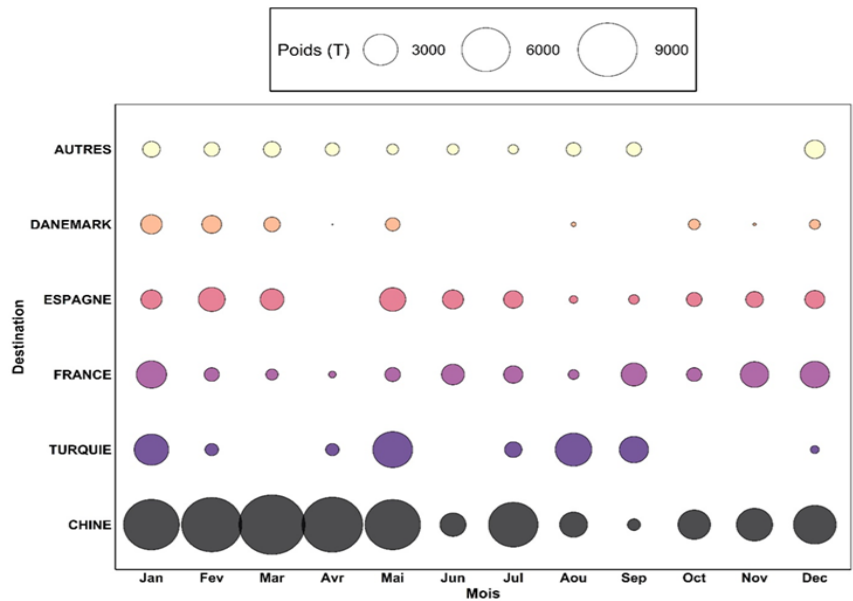 Poids (T) 3000 6000 9000
AUTRES
DANEMARK
ESPAGNE
FRANCE
TURQUIE
CHINE
Destination
Jan Fev Mar Avr Mai Jun Jul Aou Sep Oct Nov Dec
Mois